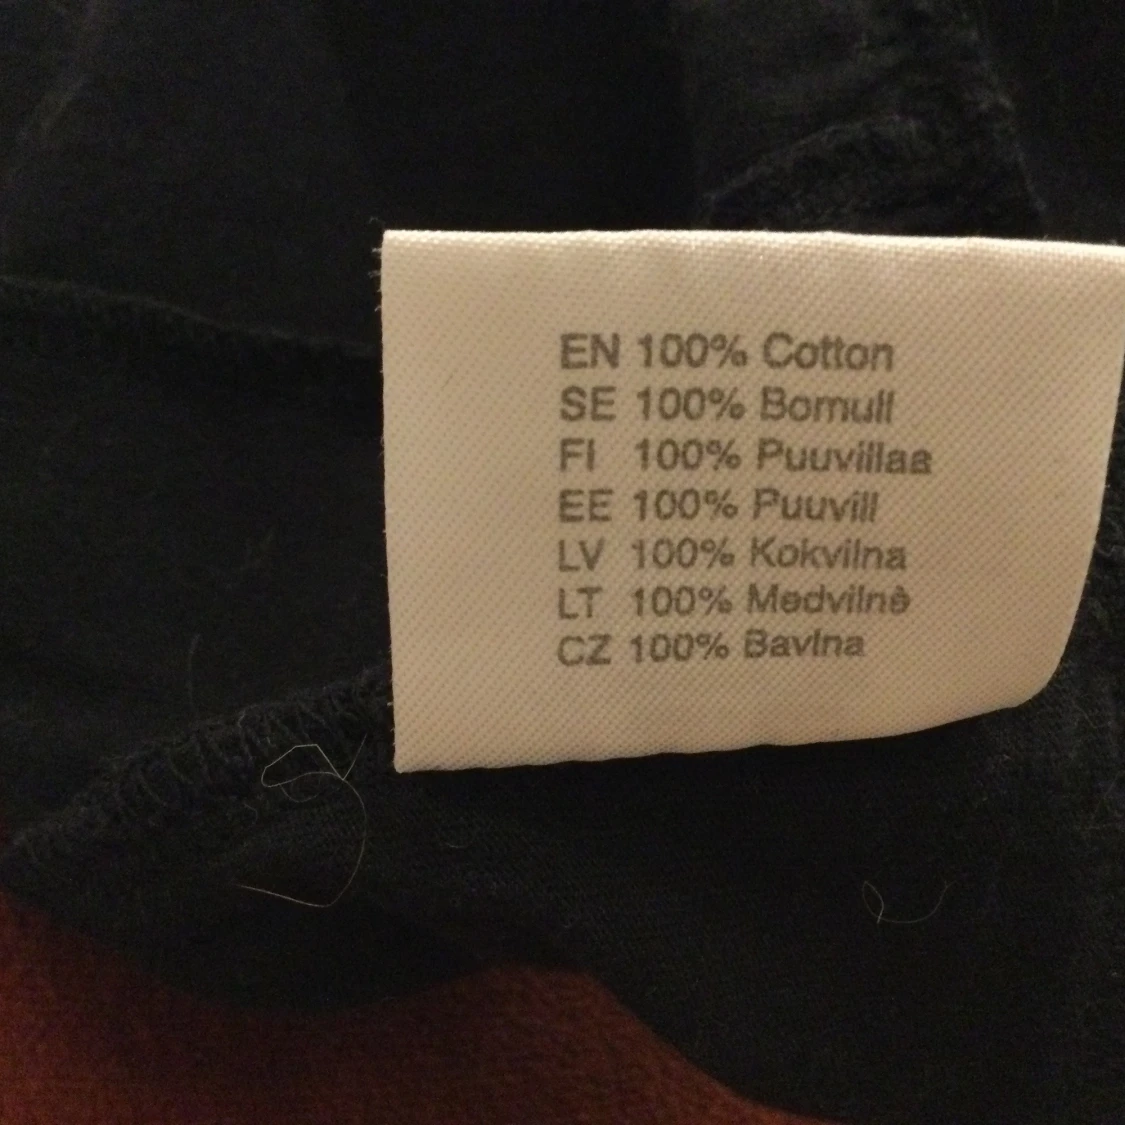 EN 100% Cotton
SE 100% Bomull
FI 100% Puuvillaa
EE 100% Puuvill
LV 100% Kokvilna
LT 100% Medvilnė
CZ 100% Bavlna